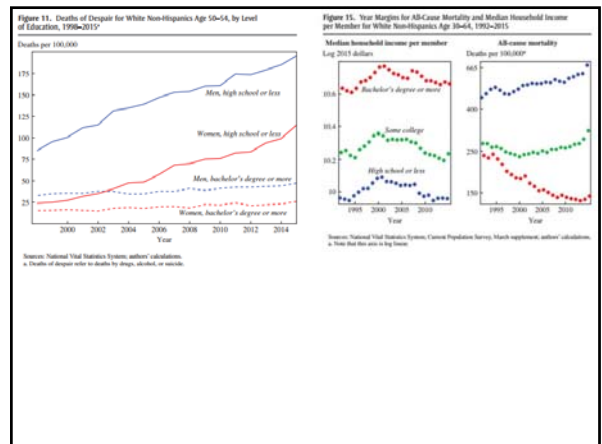 Figure 11. Deaths of Despair for White Non-Hispanics Age 50–54, by Level
of Education, 1998–2015ª
Deaths per 100,000
175
150
125
100
75
50
25
Men, high school or less
Women, high school or less
Men, bachelor's degree or more
Women, bachelor's degree or more
2000 2002 2004 2006 2008 2010 2012 2014
Year
Sources: National Vital Statistics System; authors' calculations.
a. Deaths of despair refer to deaths by drugs, alcohol, or suicide.
Figure 15. Year Margins for All-Cause Mortality and Median Household Income
per Member for White Non-Hispanics Age 30–64, 1992–2015
Median household income per member
Log 2015 dollars
10.6
10.4
10.2
10
Bachelor's degree or more
Some college
High school or less
1995 2000 2005 2010
Year
All-cause mortality
Deaths per 100,000ª
665
400
150
1995 2000 2005 2010
Year
Sources: National Vital Statistics System; Current Population Survey, March supplement; authors' calculations.
a. Note that this axis is log linear.